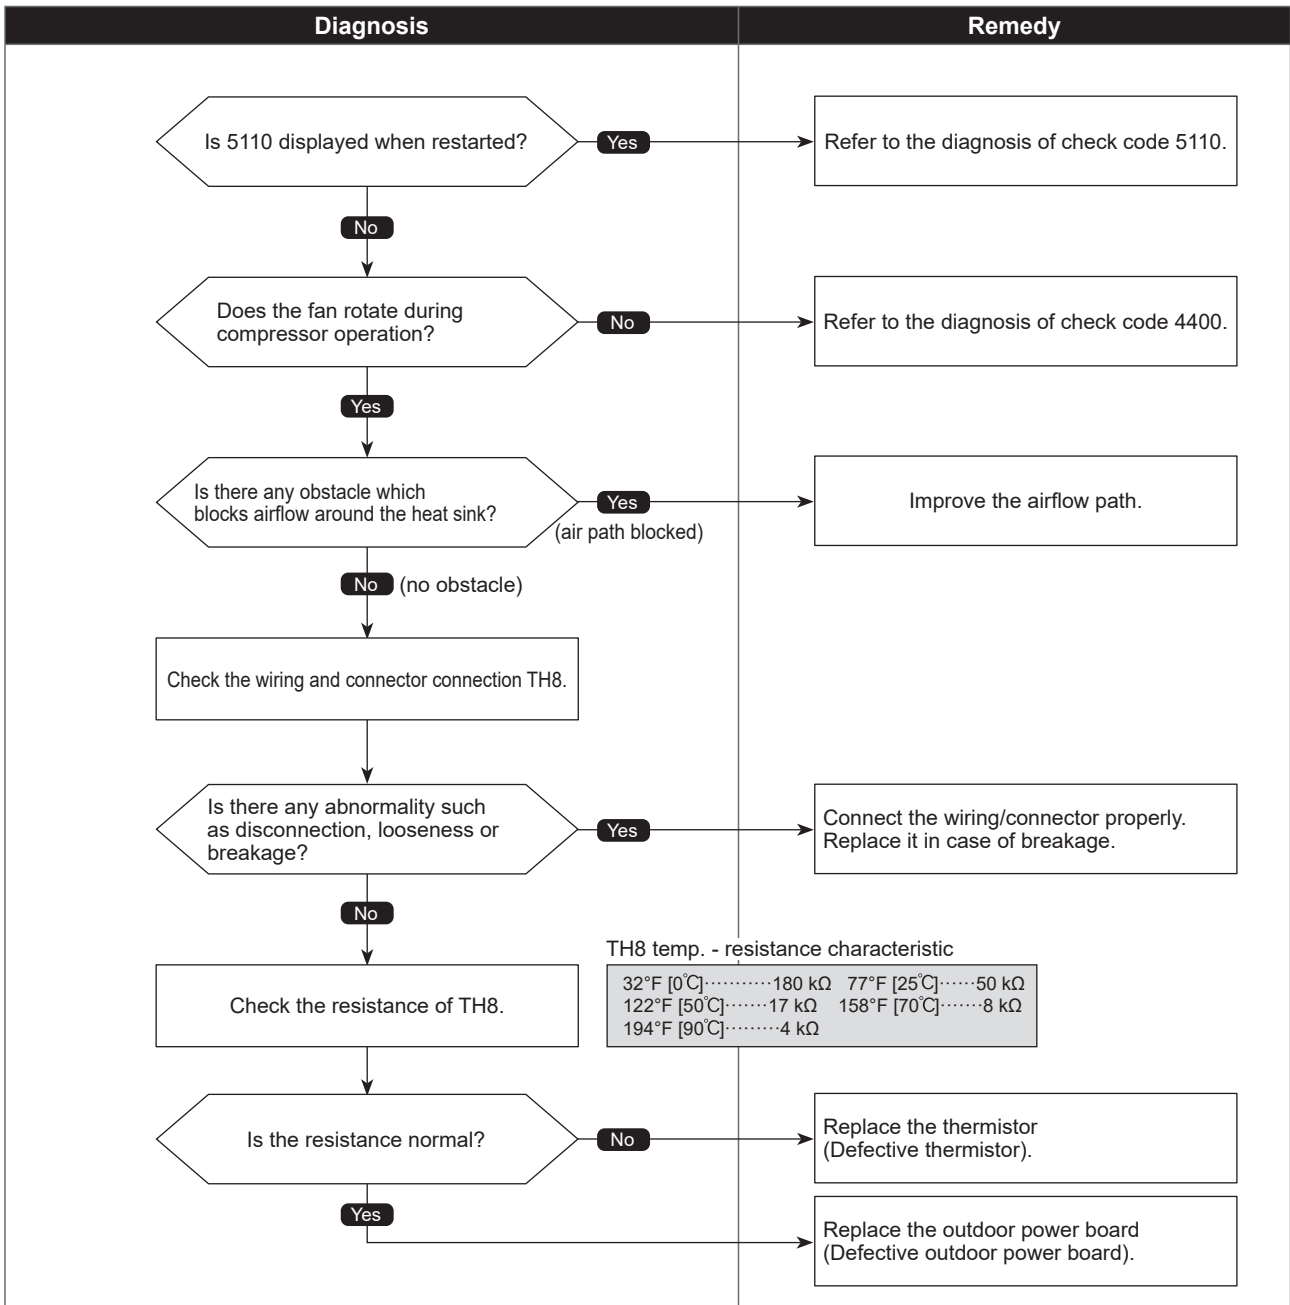 Diagnosis
Remedy
Is 5110 displayed when restarted?
Yes
Refer to the diagnosis of check code 5110.
No
Does the fan rotate during
compressor operation?
No
Refer to the diagnosis of check code 4400.
Yes
Is there any obstacle which
blocks airflow around the heat sink?
Yes
(air path blocked)
Improve the airflow path.
No (no obstacle)
Check the wiring and connector connection TH8.
Is there any abnormality such
as disconnection, looseness or
breakage?
Yes
Connect the wiring/connector properly.
Replace it in case of breakage.
No
TH8 temp. - resistance characteristic
32°F [0℃]···········180 kΩ 77°F [25℃]······50 kΩ
122°F [50℃]·······17 kΩ 158°F [70℃]·······8 kΩ
194°F [90℃]·········4 kΩ
Check the resistance of TH8.
Is the resistance normal?
No
Replace the thermistor
(Defective thermistor).
Yes
Replace the outdoor power board
(Defective outdoor power board).